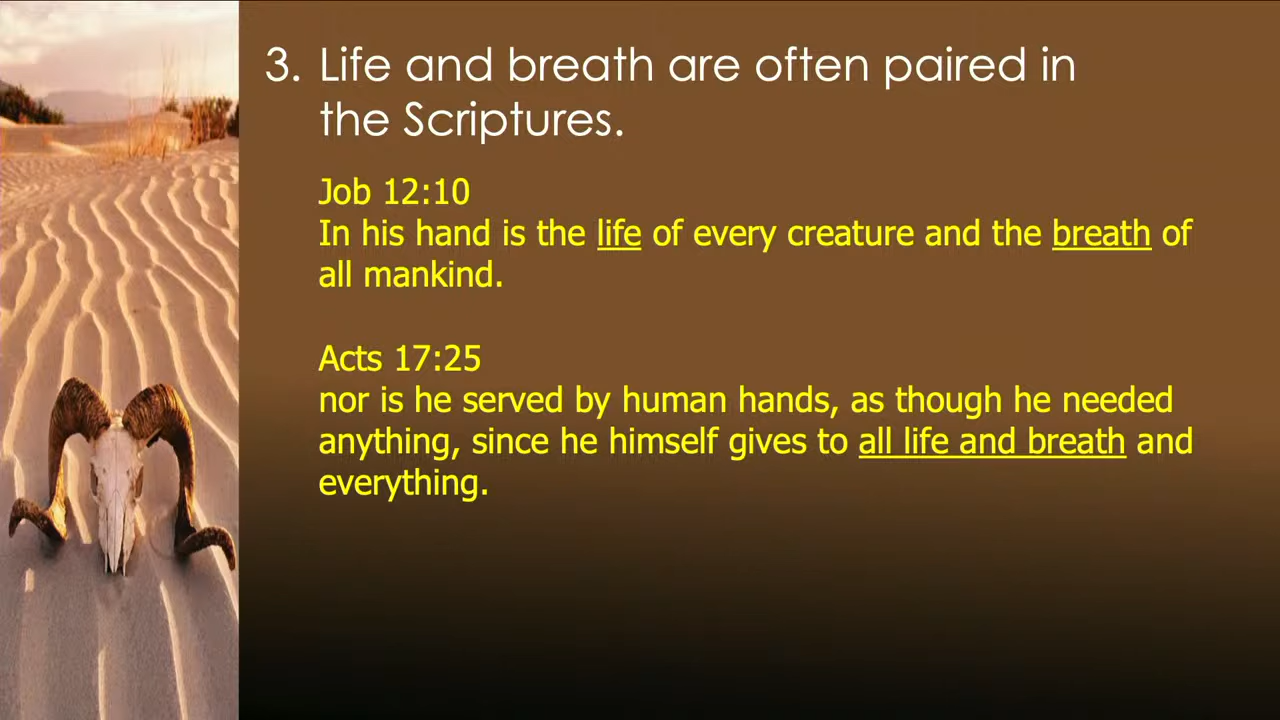 3. Life and breath are often paired in
the Scriptures.
Job 12:10
In his hand is the life of every creature and the breath of
all mankind.
Acts 17:25
nor is he served by human hands, as though he needed
anything, since he himself gives to all life and breath and
everything.